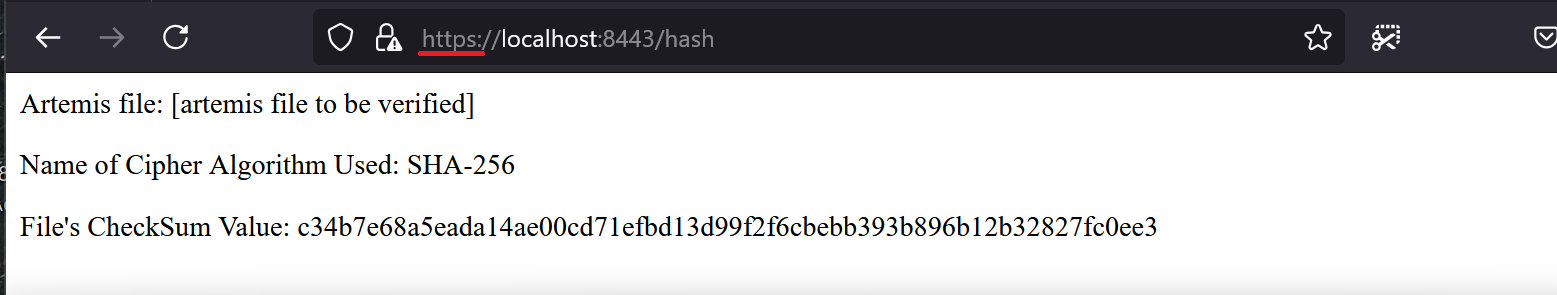 https://localhost:8443/hash
Artemis file: [artemis file to be verified]
Name of Cipher Algorithm Used: SHA-256
File's CheckSum Value: c34b7e68a5eada14ae00cd71efbd13d99f2f6cbebb393b896b12b32827fc0ee3